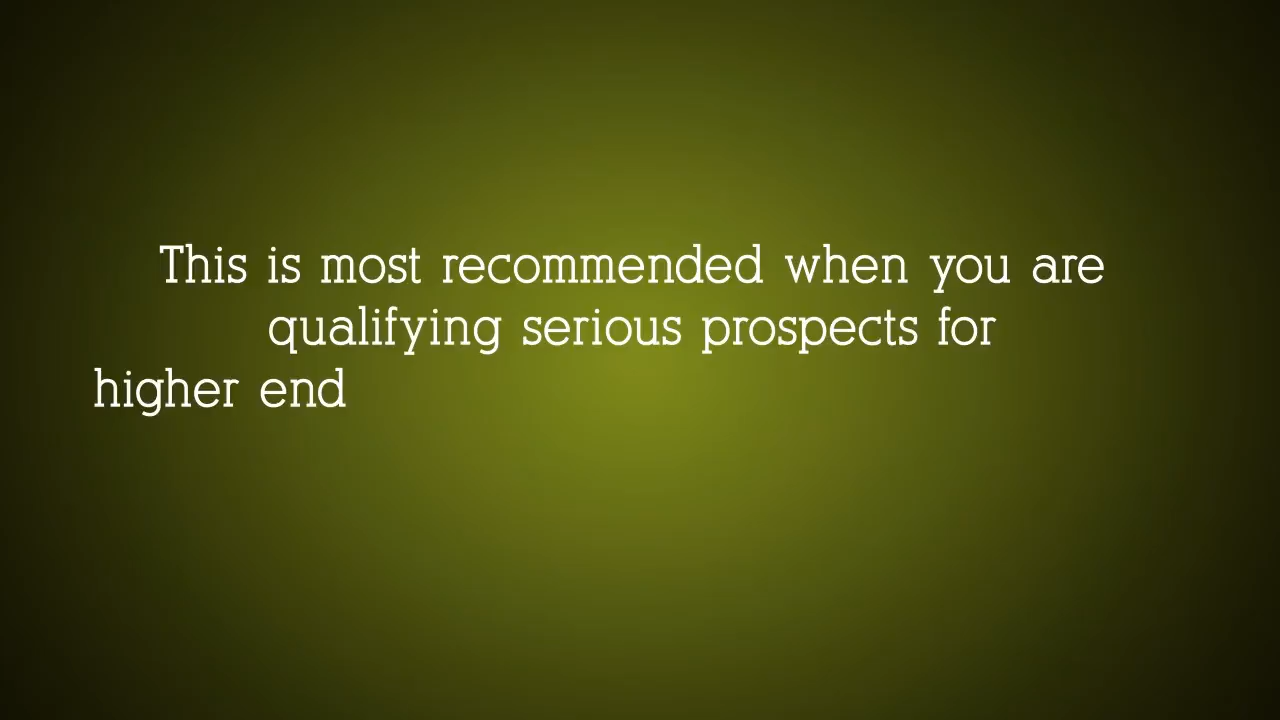 This is most recommended when you are
qualifying serious prospects for
higher end